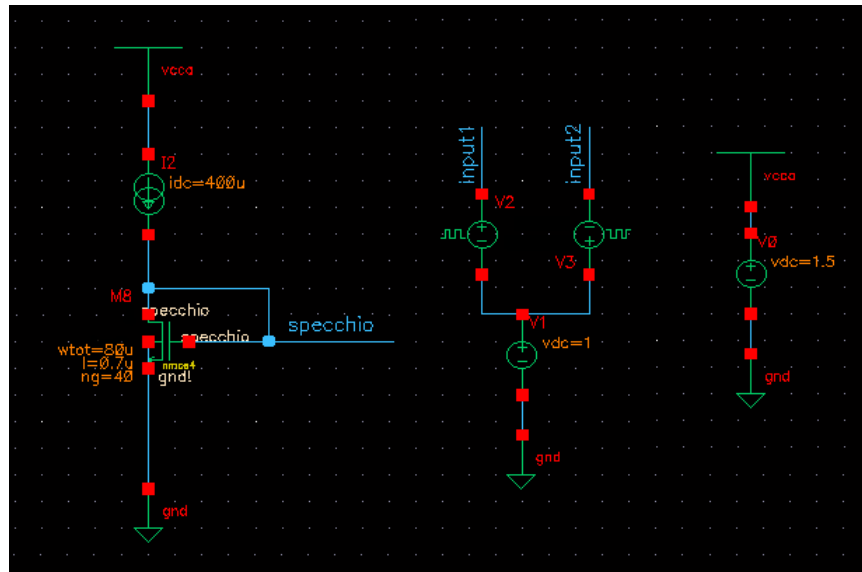 vcca
I2
idc=400u
M8
specchio
specchio
specchio
wtot=80u
l=0.7u
ng=40
nmos4
gnd!
gnd
input1
input2
V2
V3
V1
vdc=1
gnd
vcca
V0
vdc=1.5
gnd